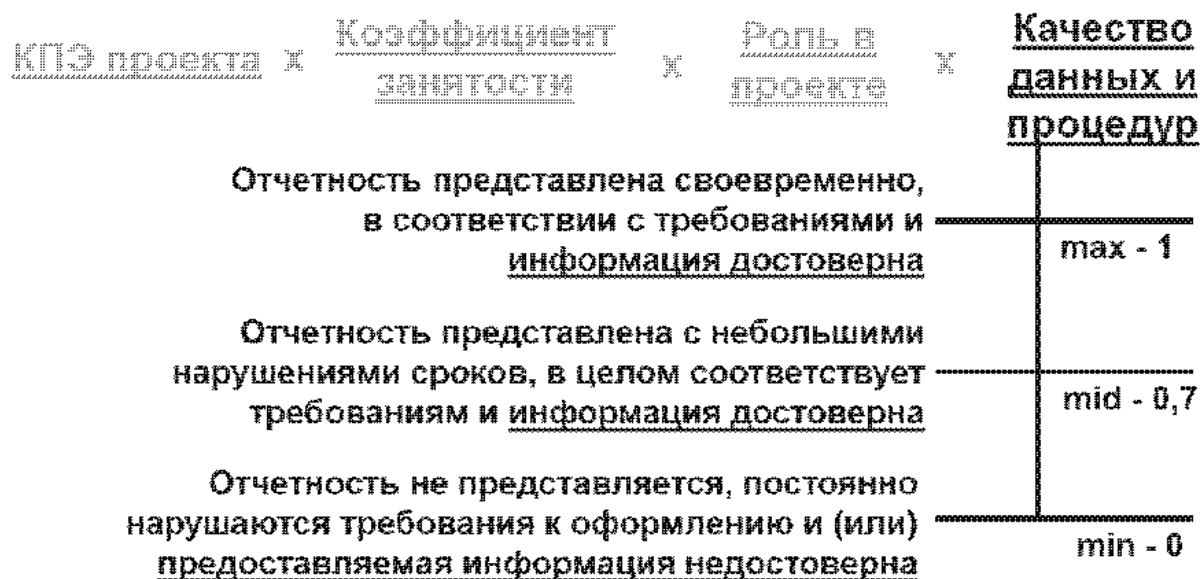 КПЭ проекта х Коэффициент занятости х Роль в проекте х Качество данных и процедур
Отчетность представлена своевременно,
в соответствии с требованиями и
информация достоверна
max - 1
Отчетность представлена с небольшими
нарушениями сроков, в целом соответствует
требованиям и информация достоверна
mid - 0,7
Отчетность не представляется, постоянно
нарушаются требования к оформлению и (или)
предоставляемая информация недостоверна
min - 0